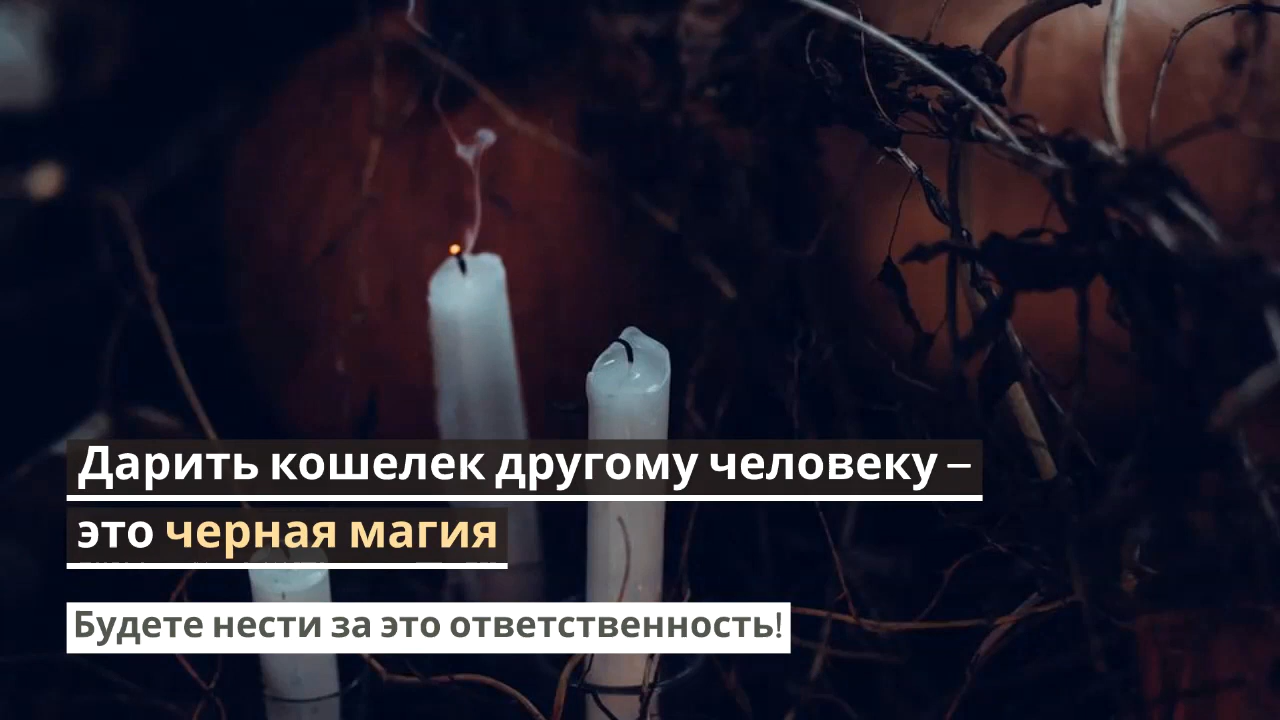 Дарить кошелек другому человеку –
это черная магия
Будете нести за это ответственность!